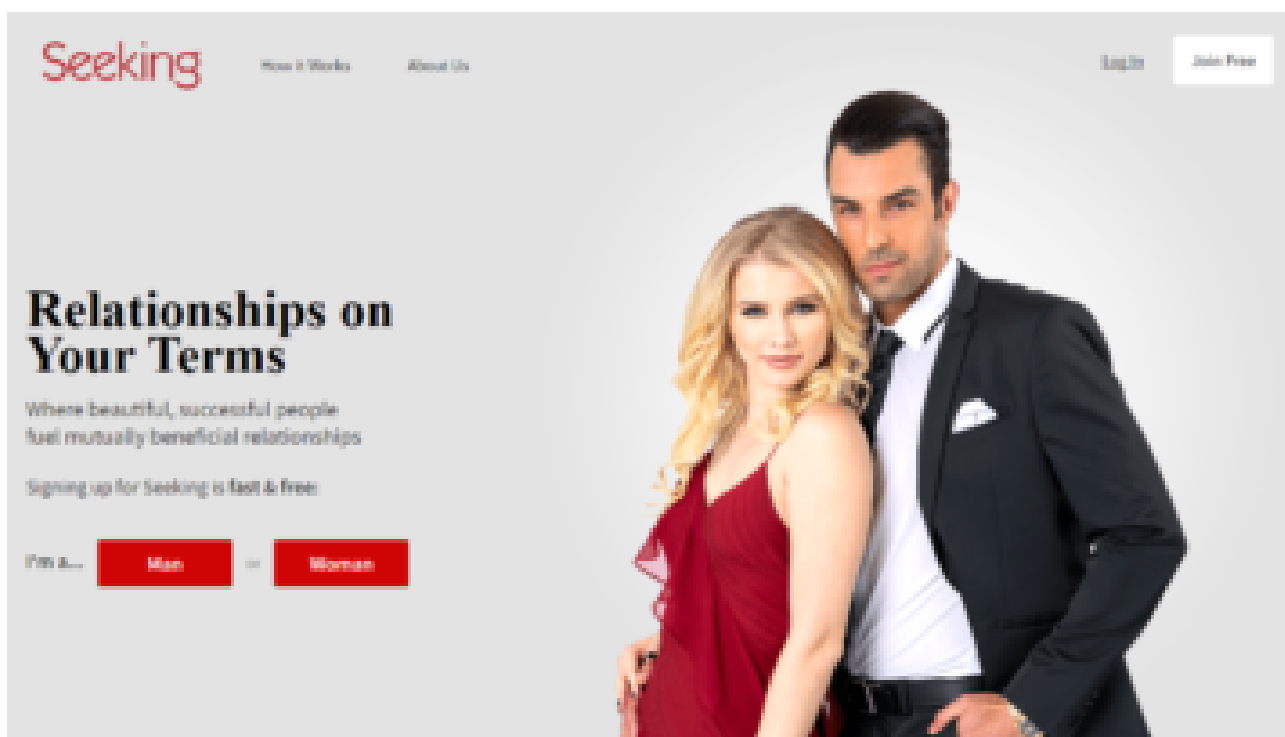 Seeking
How it Works
About Us
Log In
Join Free
Relationships on
Your Terms
Where beautiful, successful people
fuel mutually beneficial relationships
Signing up for Seeking is fast & free
I'm a...
Man
or
Woman